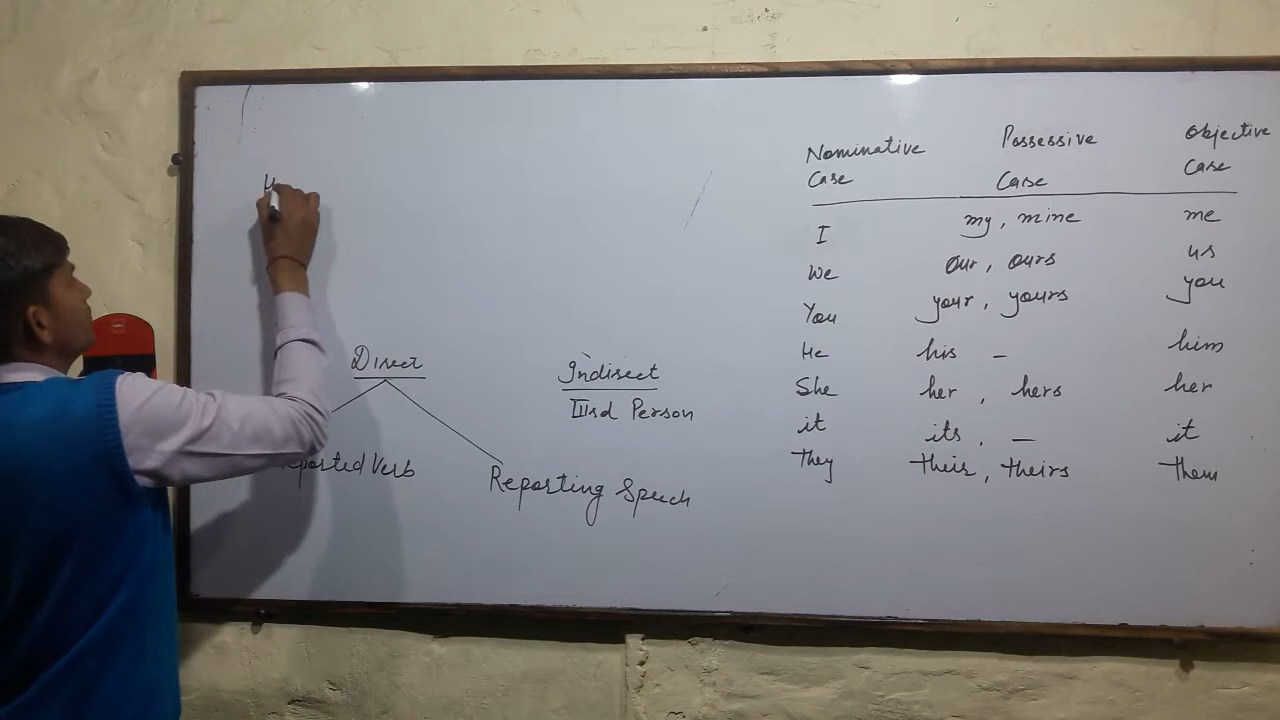 Nominative Possessive Objective
Case Case Case
I my, mine me
We our, ours us
You your, yours you
He his - him
She her, hers her
it its, - it
They their, theirs them
Direct Indirect
IIIrd Person
Verb
Reporting Speech